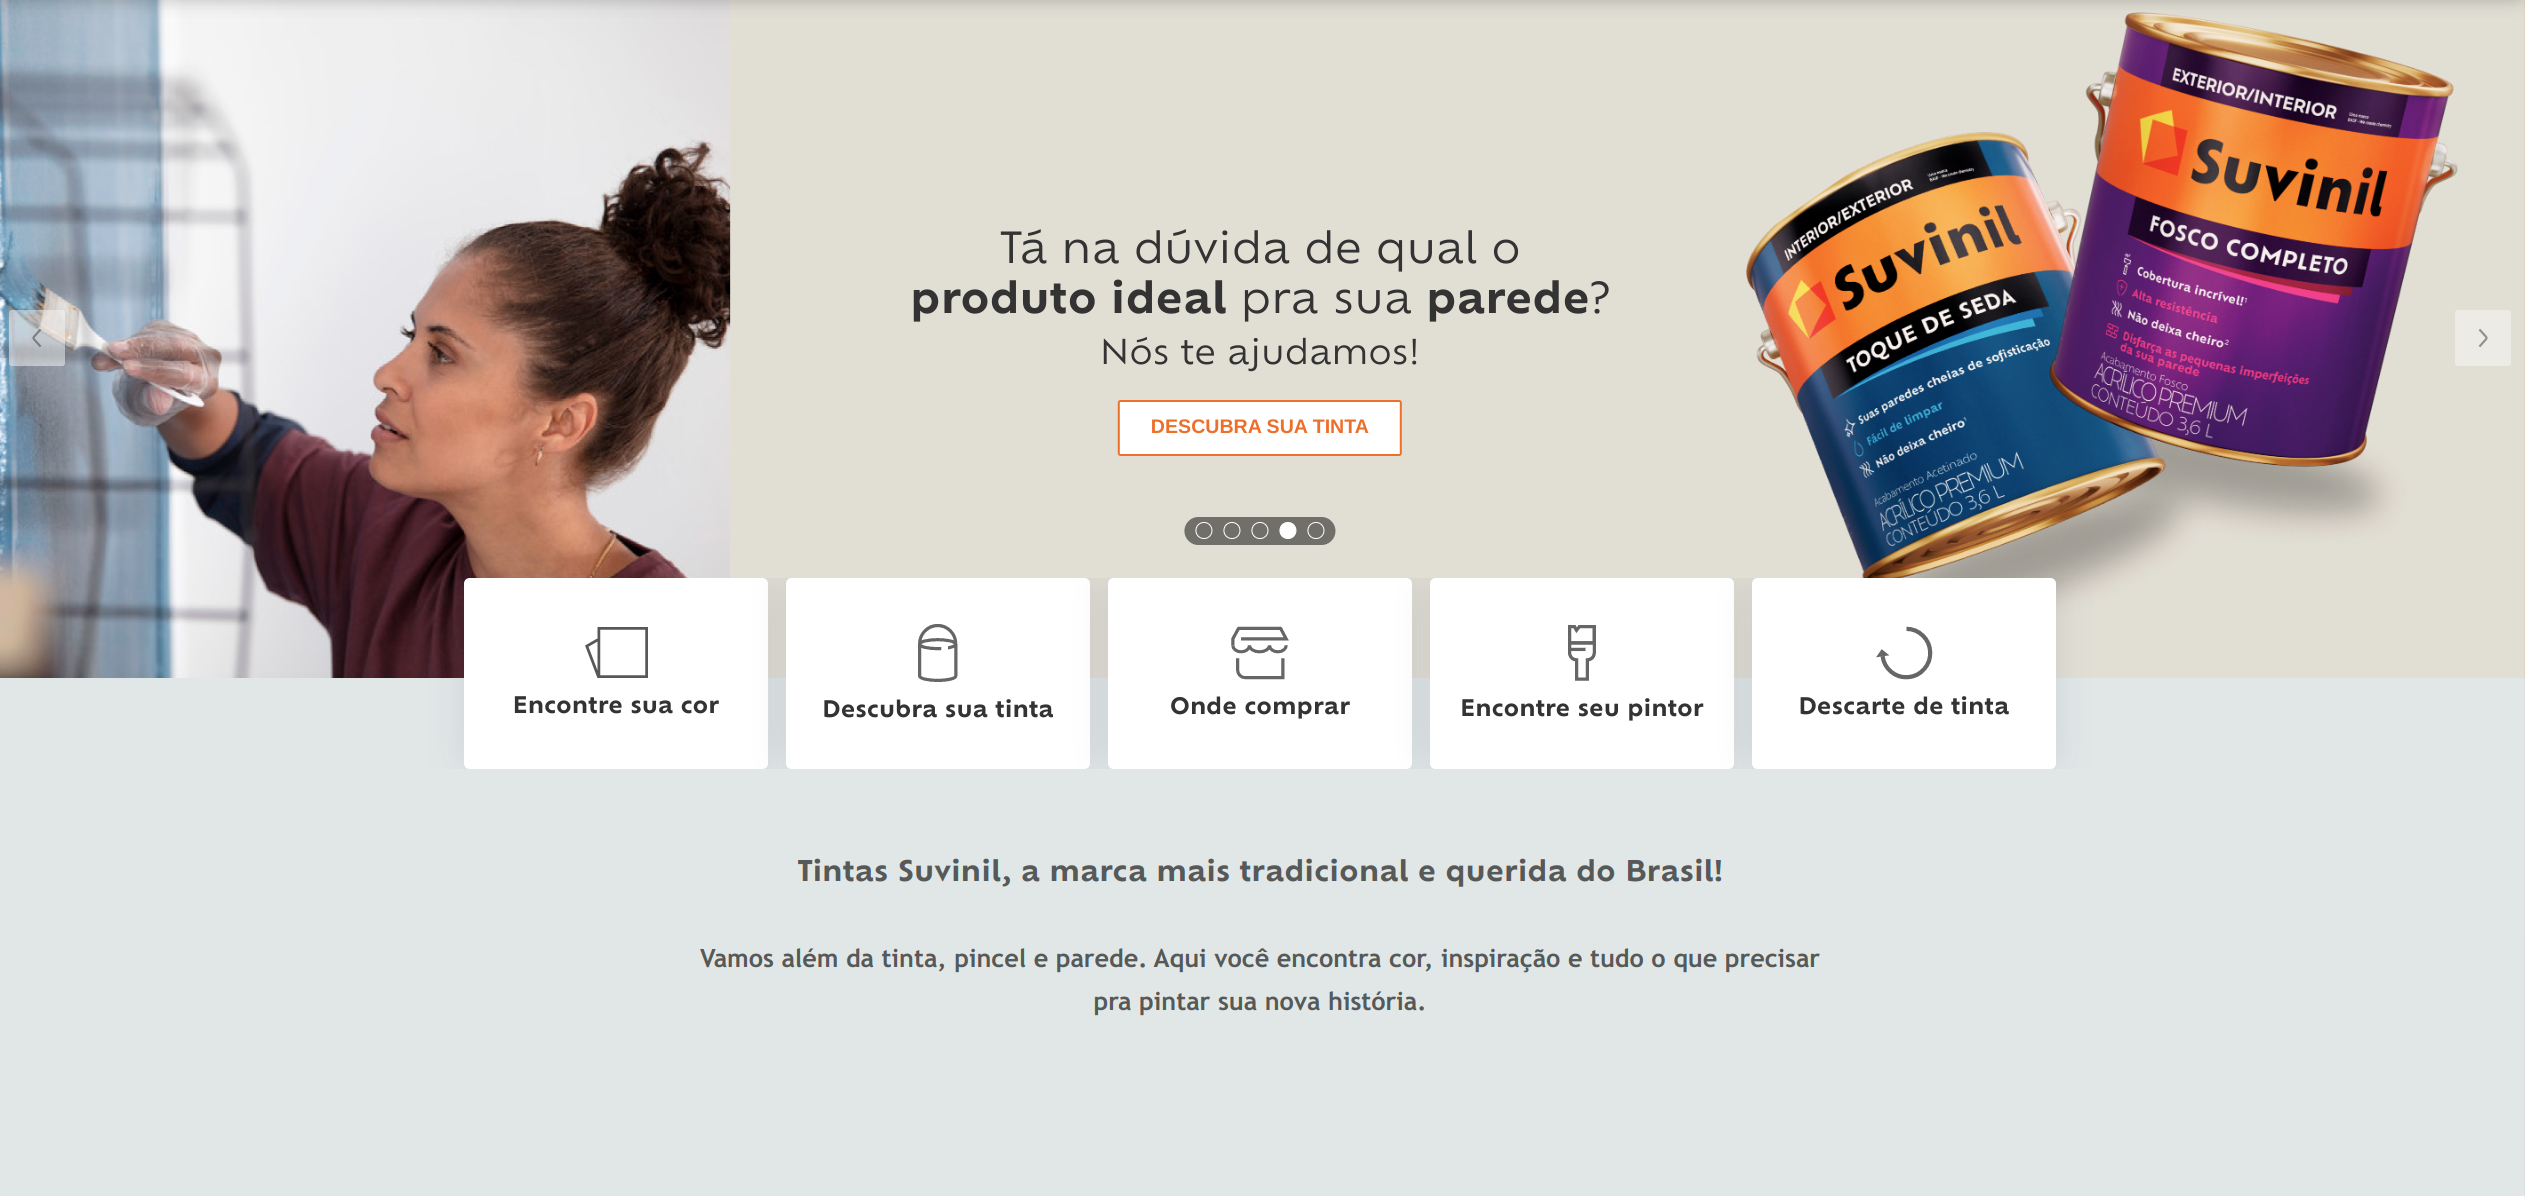 Tá na dúvida de qual o
produto ideal pra sua parede?
Nós te ajudamos!
DESCUBRA SUA TINTA
INTERIOR/EXTERIOR
Suvinil
TOQUE DE SEDA
Suas paredes cheias de sofisticação
Fácil de limpar
Não deixa cheiro¹
Acabamento Acetinado
ACRÍLICO PREMIUM
CONTEÚDO 3,6 L
EXTERIOR/INTERIOR
Suvinil
FOSCO COMPLETO
Cobertura incrível!¹
Alta resistência
Não deixa cheiro²
Disfarça as pequenas imperfeições
da sua parede
Acabamento Fosco
ACRÍLICO PREMIUM
CONTEÚDO 3,6 L
Encontre sua cor
Descubra sua tinta
Onde comprar
Encontre seu pintor
Descarte de tinta
Tintas Suvinil, a marca mais tradicional e querida do Brasil!
Vamos além da tinta, pincel e parede. Aqui você encontra cor, inspiração e tudo o que precisar
pra pintar sua nova história.